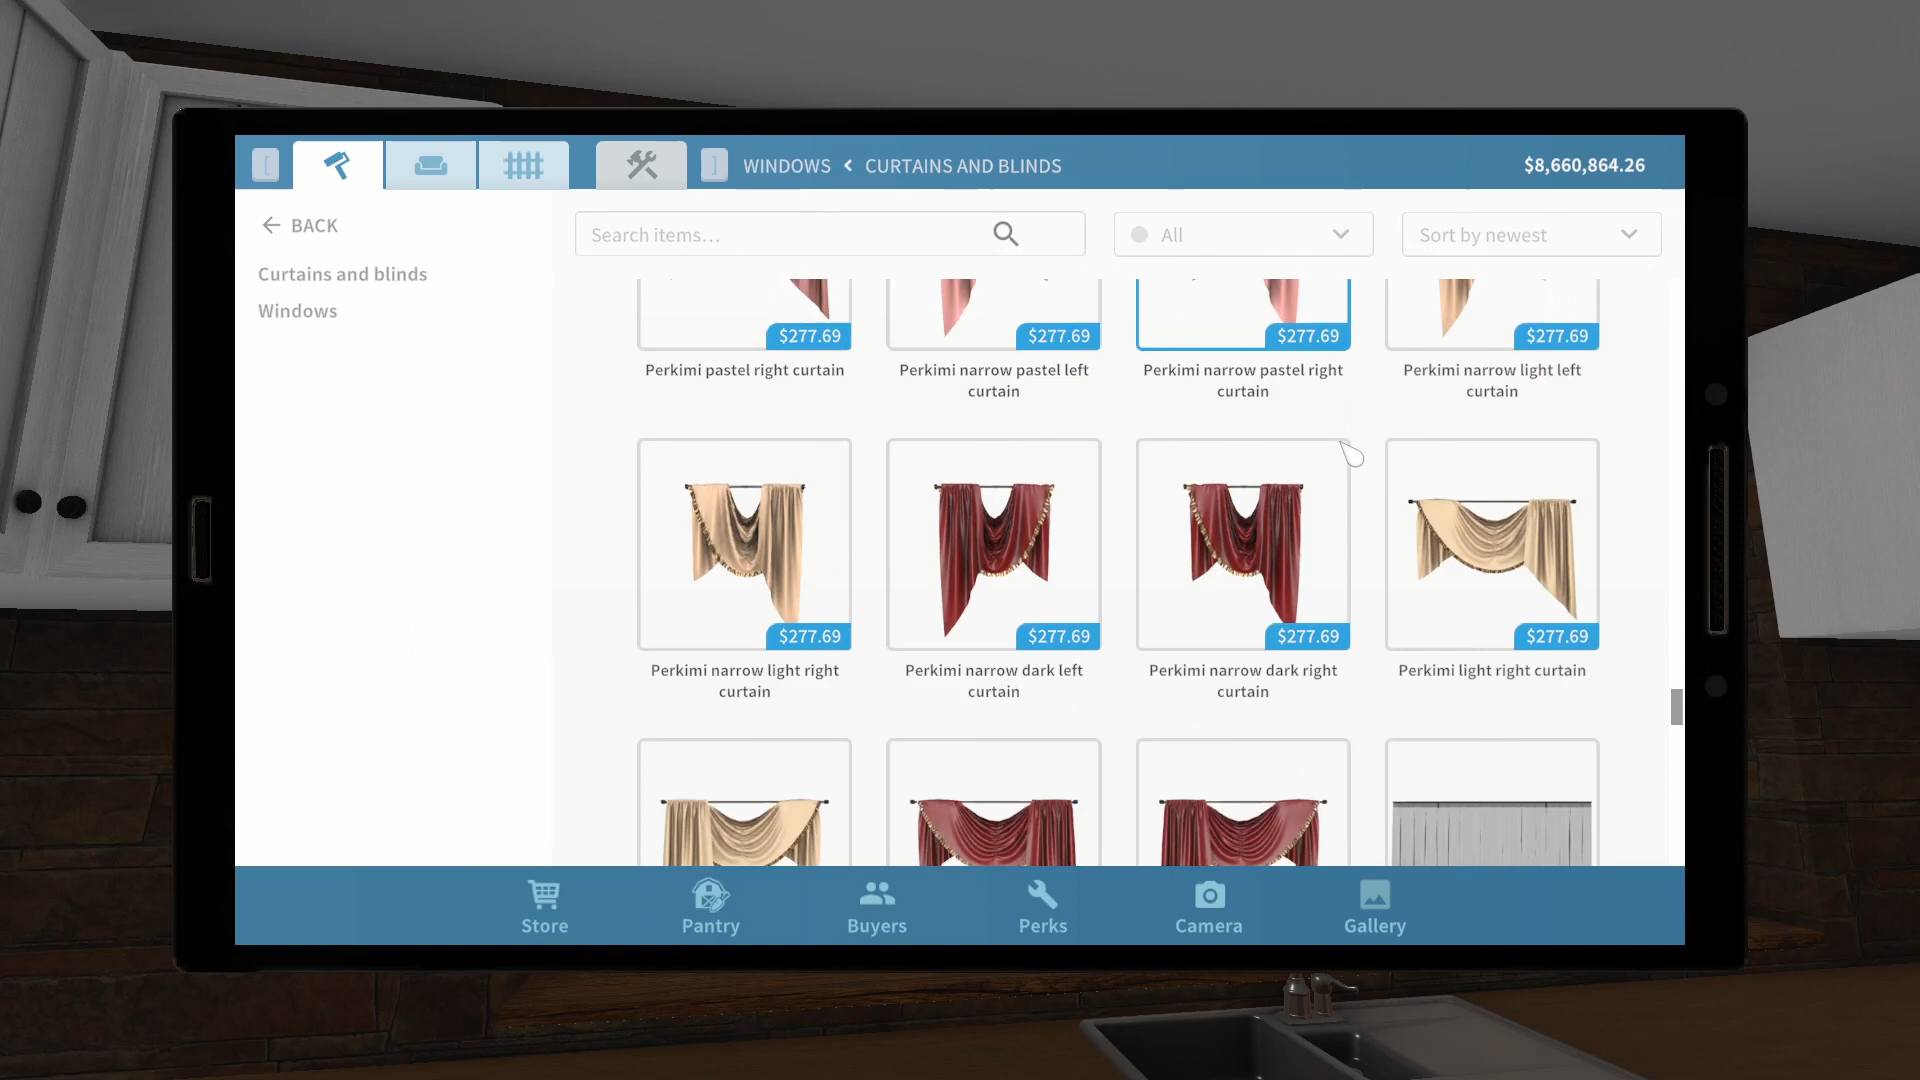 [
]
WINDOWS < CURTAINS AND BLINDS
$8,660,864.26
BACK
Curtains and blinds
Windows
Search items...
All
Sort by newest
$277.69
$277.69
$277.69
$277.69
Perkimi pastel right curtain
Perkimi narrow pastel left
curtain
Perkimi narrow pastel right
curtain
Perkimi narrow light left
curtain
$277.69
$277.69
$277.69
$277.69
Perkimi narrow light right
curtain
Perkimi narrow dark left
curtain
Perkimi narrow dark right
curtain
Perkimi light right curtain
Store
Pantry
Buyers
Perks
Camera
Gallery